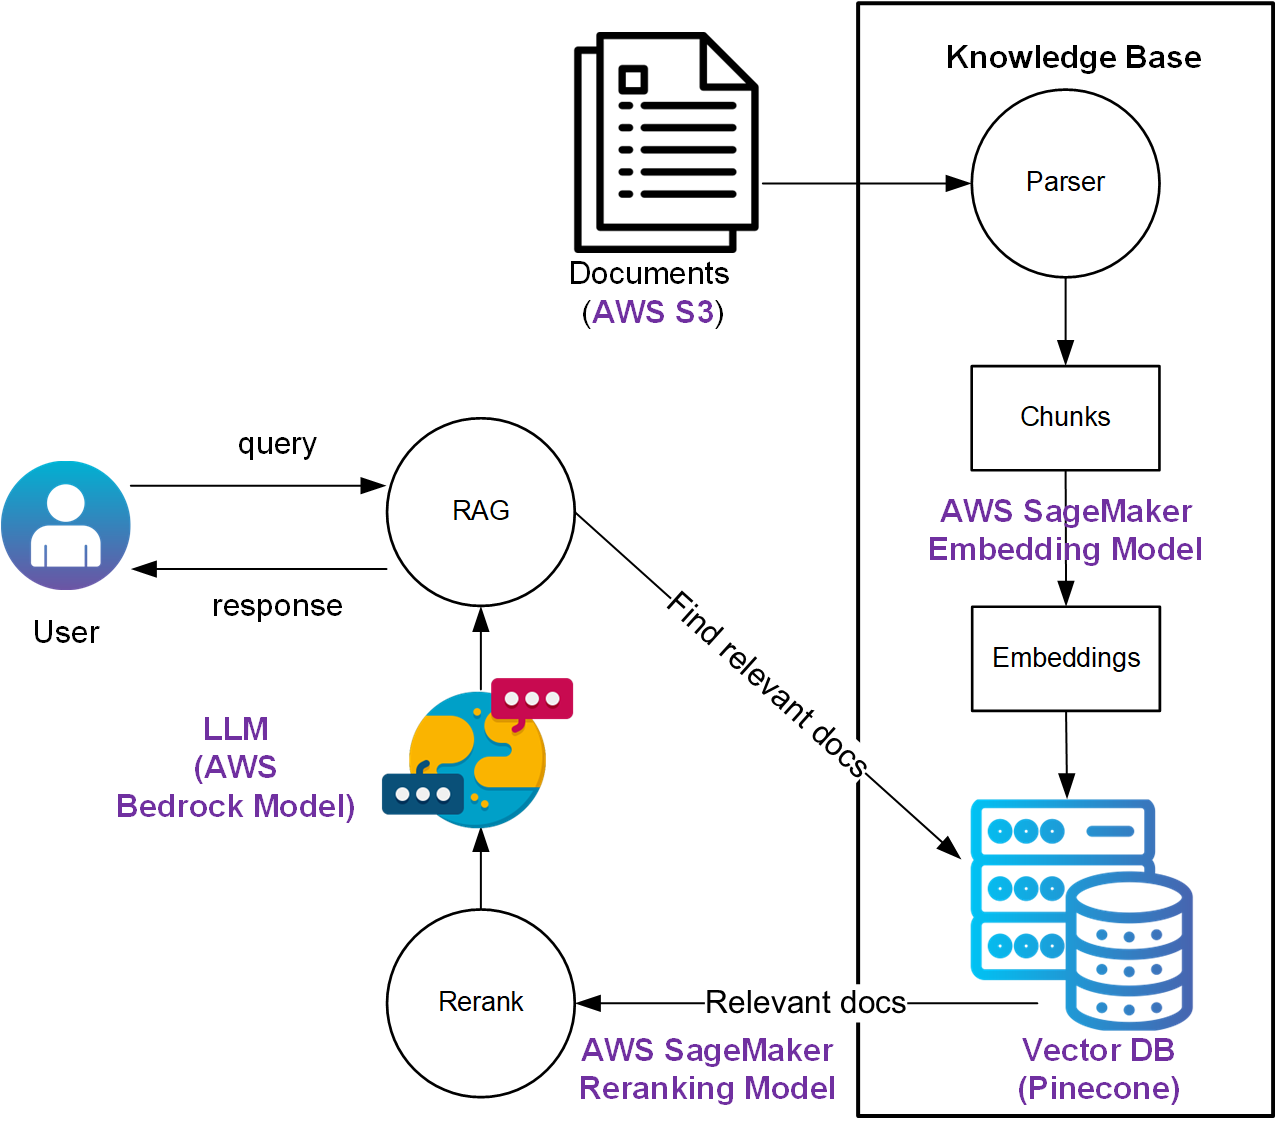 Knowledge Base
Parser
Documents
(AWS S3)
Chunks
query
RAG
AWS SageMaker
Embedding Model
response
User
Find relevant docs
Embeddings
LLM
(AWS
Bedrock Model)
Rerank
Relevant docs
AWS SageMaker
Reranking Model
Vector DB
(Pinecone)